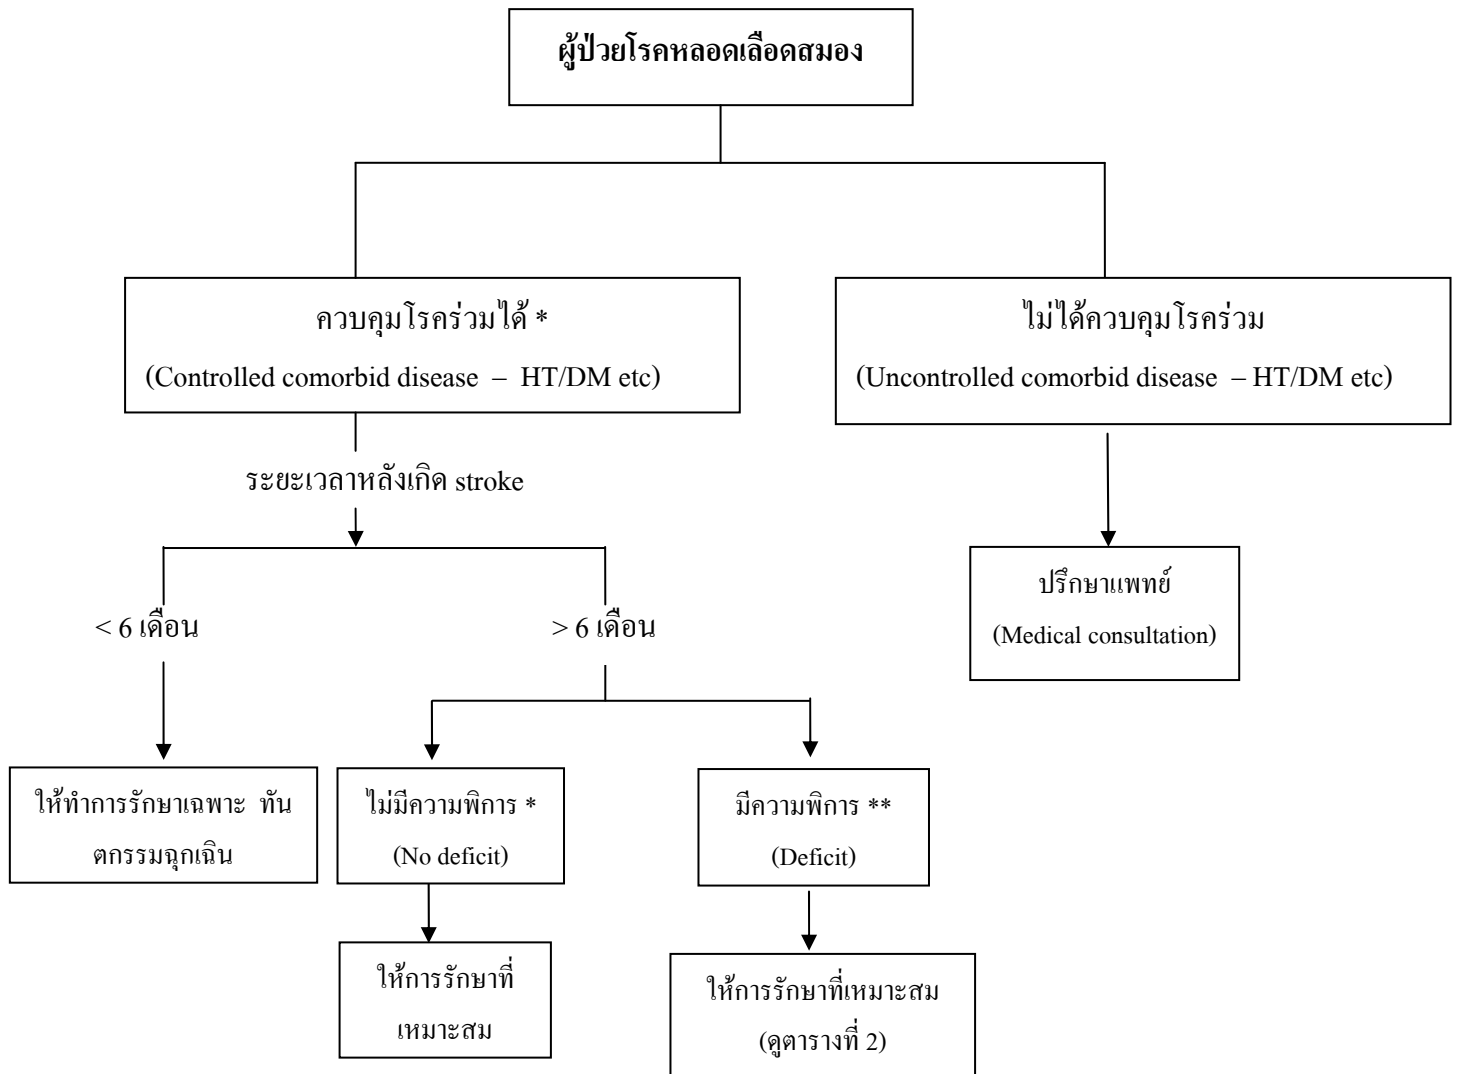 ผู้ป่วยโรคหลอดเลือดสมอง
ควบคุมโรคร่วมได้ *
(Controlled comorbid disease – HT/DM etc)
ไม่ได้ควบคุมโรคร่วม
(Uncontrolled comorbid disease – HT/DM etc)
ระยะเวลาหลังเกิด stroke
ปรึกษาแพทย์
(Medical consultation)
< 6 เดือน
> 6 เดือน
ให้ทำการรักษาเฉพาะ ทัน
ตกรรมฉุกเฉิน
ไม่มีความพิการ *
(No deficit)
มีความพิการ **
(Deficit)
ให้การรักษาที่
เหมาะสม
ให้การรักษาที่เหมาะสม
(ดูตารางที่ 2)